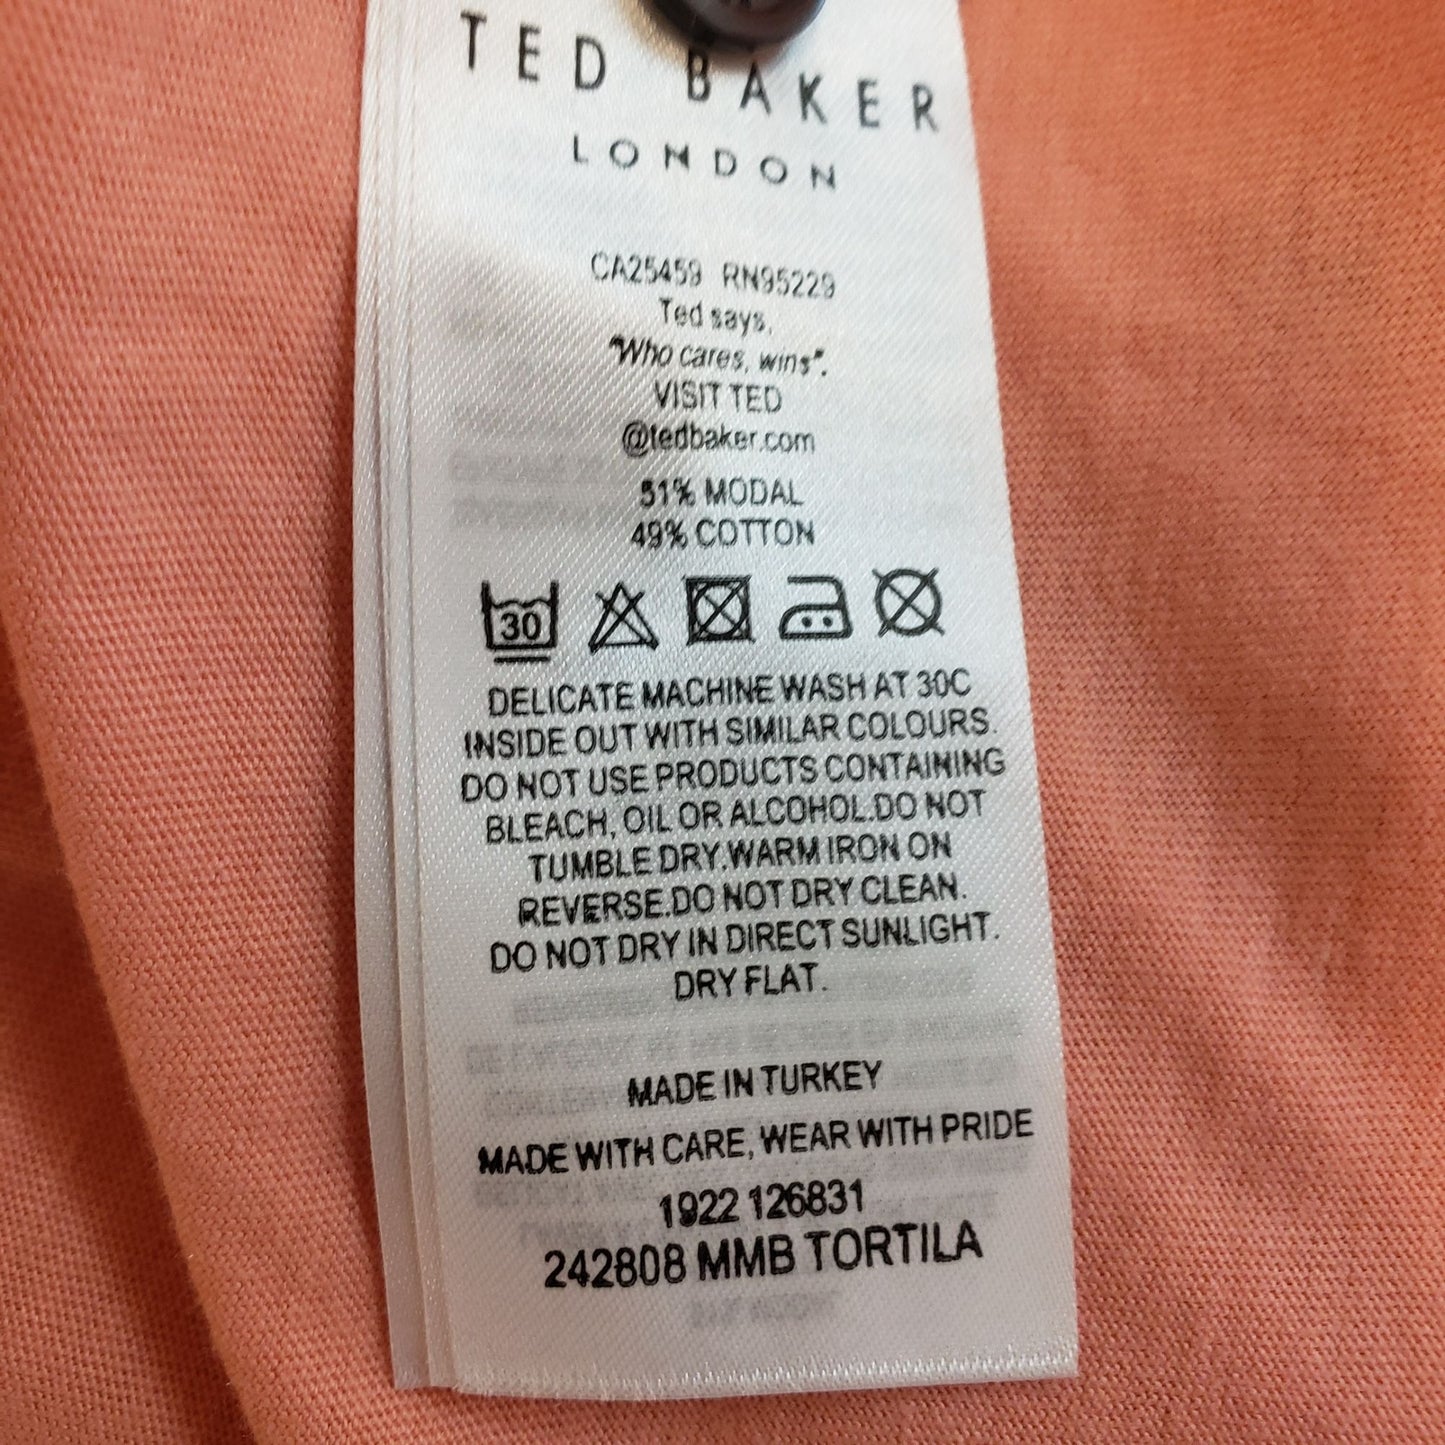 TED BAKER
LONDON
CA25459 RN95229
Ted says,
"Who cares, wins".
VISIT TED
@tedbaker.com
51% MODAL
49% COTTON
30
DELICATE MACHINE WASH AT 30C
INSIDE OUT WITH SIMILAR COLOURS.
DO NOT USE PRODUCTS CONTAINING
BLEACH, OIL OR ALCOHOL.DO NOT
TUMBLE DRY.WARM IRON ON
REVERSE.DO NOT DRY CLEAN.
DO NOT DRY IN DIRECT SUNLIGHT.
DRY FLAT.
MADE IN TURKEY
MADE WITH CARE, WEAR WITH PRIDE
1922 126831
242808 MMB TORTILA